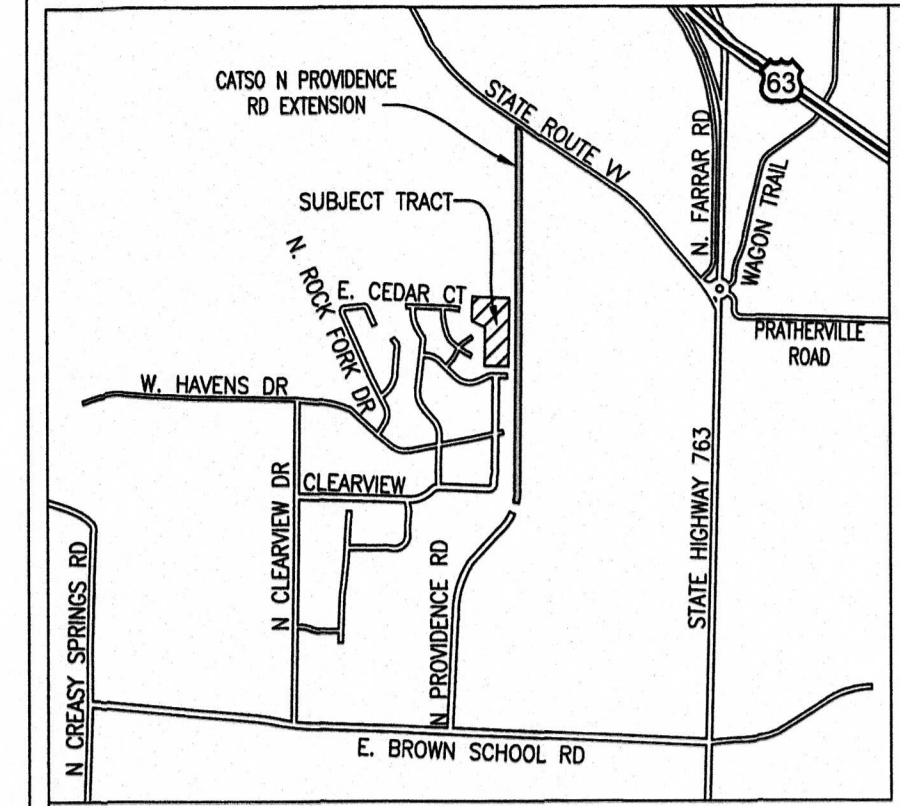 CATSO N PROVIDENCE
RD EXTENSION
STATE ROUTE VV
63
N. FARRAR RD
WAGON TRAIL
SUBJECT TRACT
N. ROCK FORK DR
E. CEDAR CT
PRATHERVILLE
ROAD
W. HAVENS DR
CLEARVIEW
N CLEARVIEW DR
STATE HIGHWAY 763
N CREASY SPRINGS RD
N PROVIDENCE RD
E. BROWN SCHOOL RD